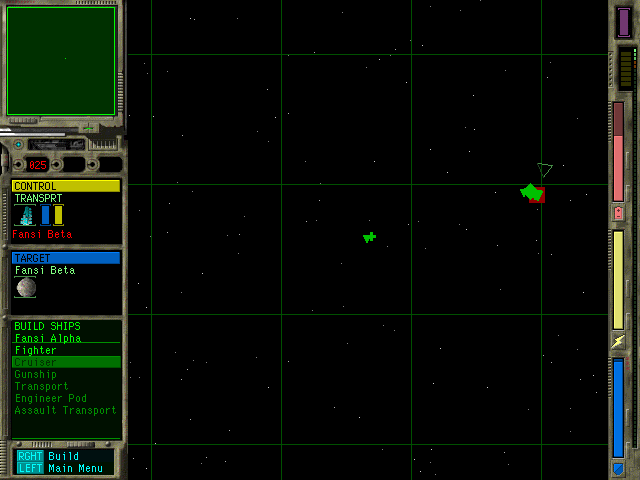 025
CONTROL
TRANSPRT
Fansi Beta
TARGET
Fansi Beta
BUILD SHIPS
Fansi Alpha
Fighter
Cruiser
Gunship
Transport
Engineer Pod
Assault Transport
RGHT Build
LEFT Main Menu